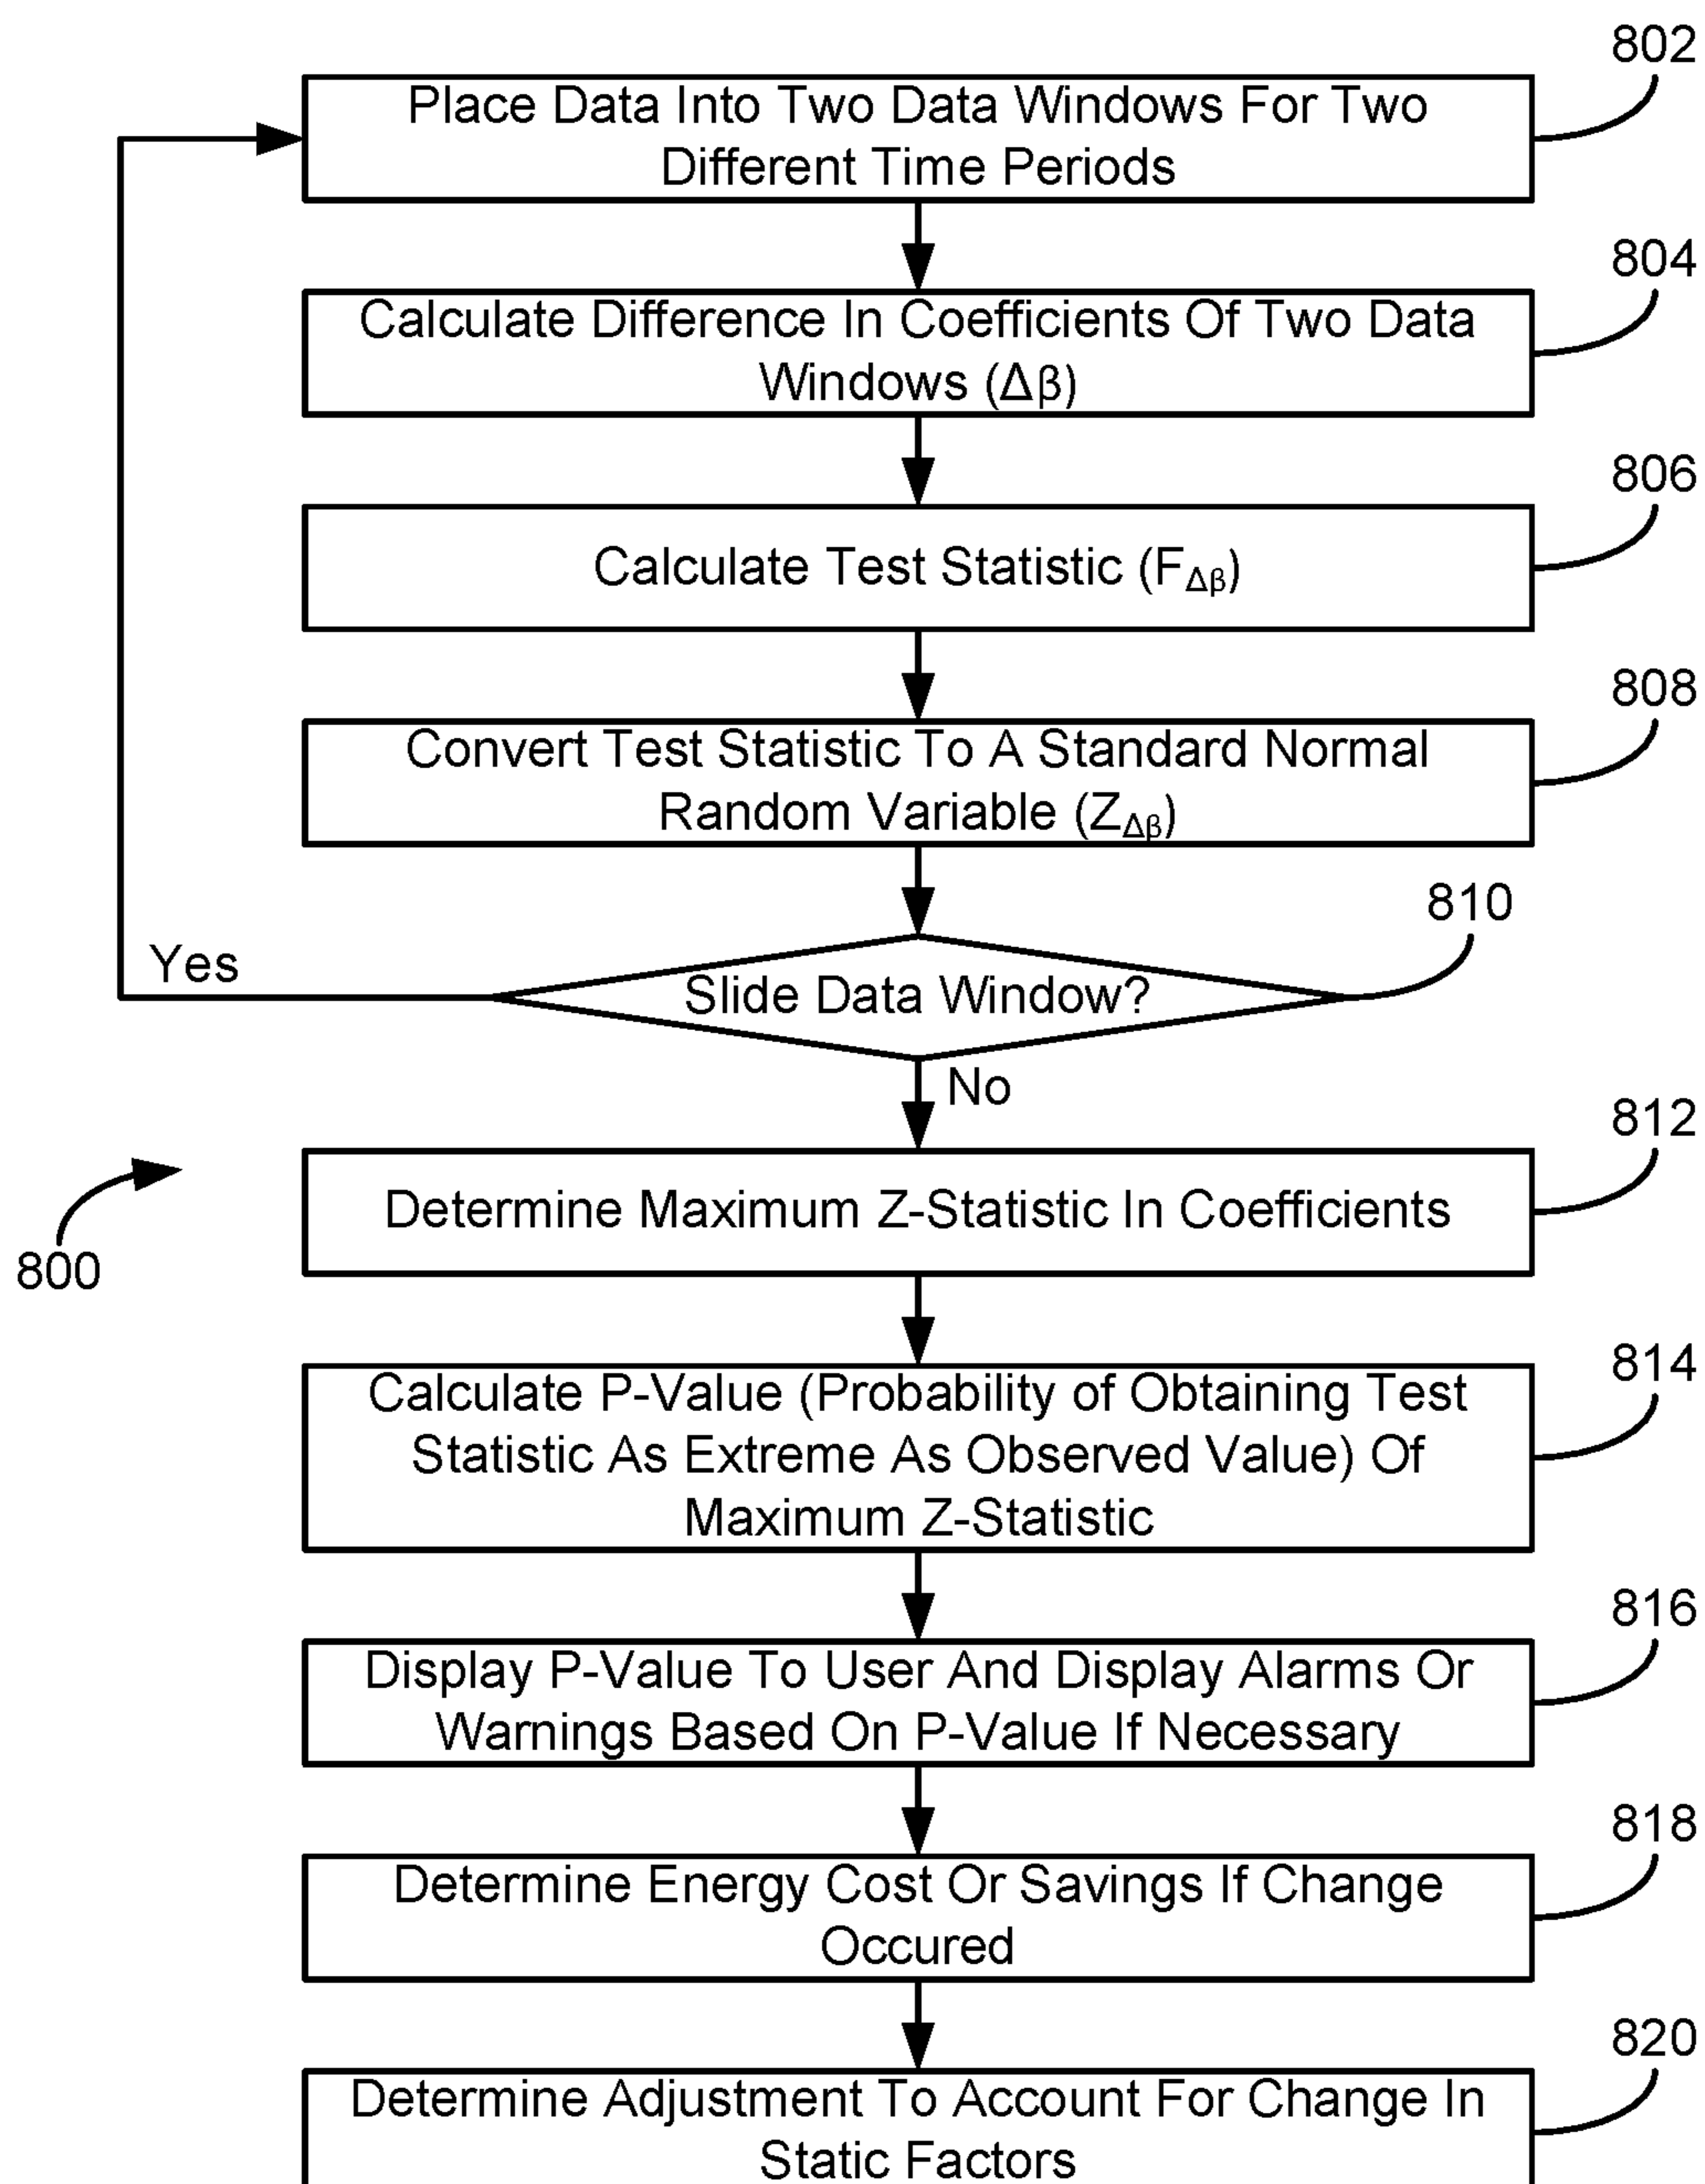 802
Place Data Into Two Data Windows For Two
Different Time Periods
804
Calculate Difference In Coefficients Of Two Data
Windows (Δβ)
806
Calculate Test Statistic (FΔβ)
808
Convert Test Statistic To A Standard Normal
Random Variable (ZΔβ)
810
Yes
Slide Data Window?
No
812
Determine Maximum Z-Statistic In Coefficients
800
814
Calculate P-Value (Probability of Obtaining Test
Statistic As Extreme As Observed Value) Of
Maximum Z-Statistic
816
Display P-Value To User And Display Alarms Or
Warnings Based On P-Value If Necessary
818
Determine Energy Cost Or Savings If Change
Occured
820
Determine Adjustment To Account For Change In
Static Factors